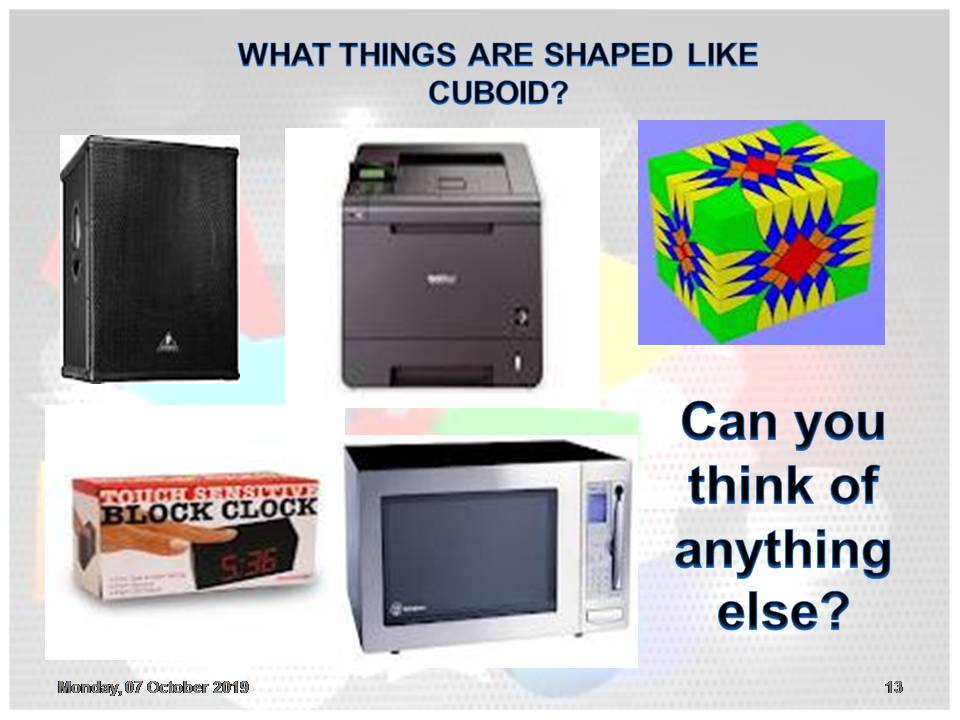 WHAT THINGS ARE SHAPED LIKE
CUBOID?
TOUCH SENSITIVE
BLOCK CLOCK
5:36
Can you
think of
anything
else?
Monday, 07 October 2019
13